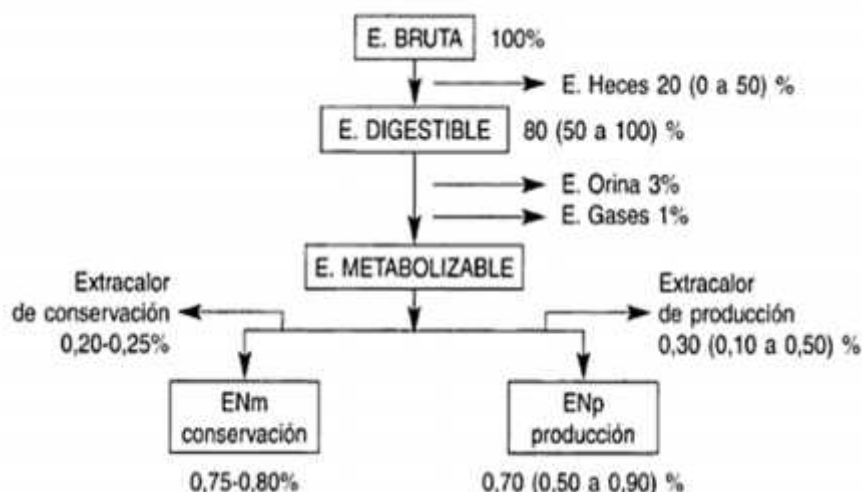 E. BRUTA 100%
E. Heces 20 (0 a 50) %
E. DIGESTIBLE 80 (50 a 100) %
E. Orina 3%
E. Gases 1%
E. METABOLIZABLE
Extracalor
de conservación
0,20-0,25%
Extracalor
de producción
0,30 (0,10 a 0,50) %
ENm
conservación
0,75-0,80%
ENp
producción
0,70 (0,50 a 0,90) %